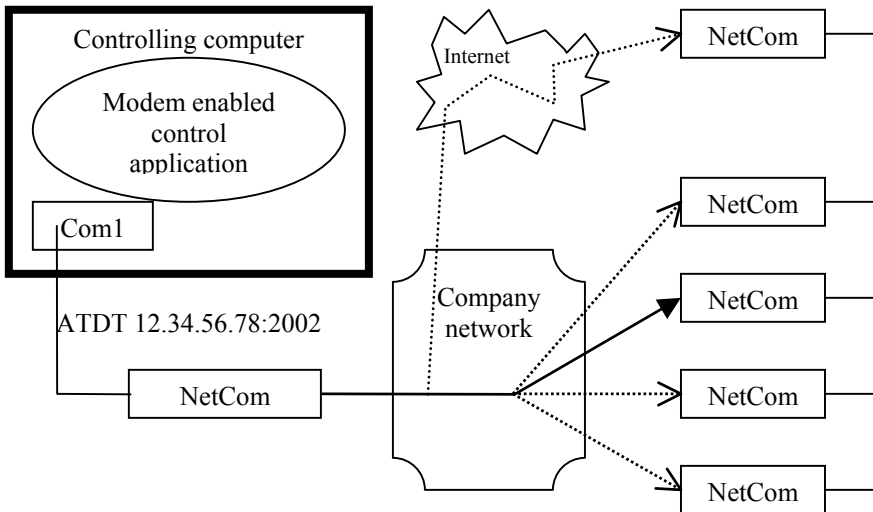 Controlling computer
Modem enabled
control
application
Com1
ATDT 12.34.56.78:2002
NetCom
Internet
Company
network
NetCom
NetCom
NetCom
NetCom
NetCom